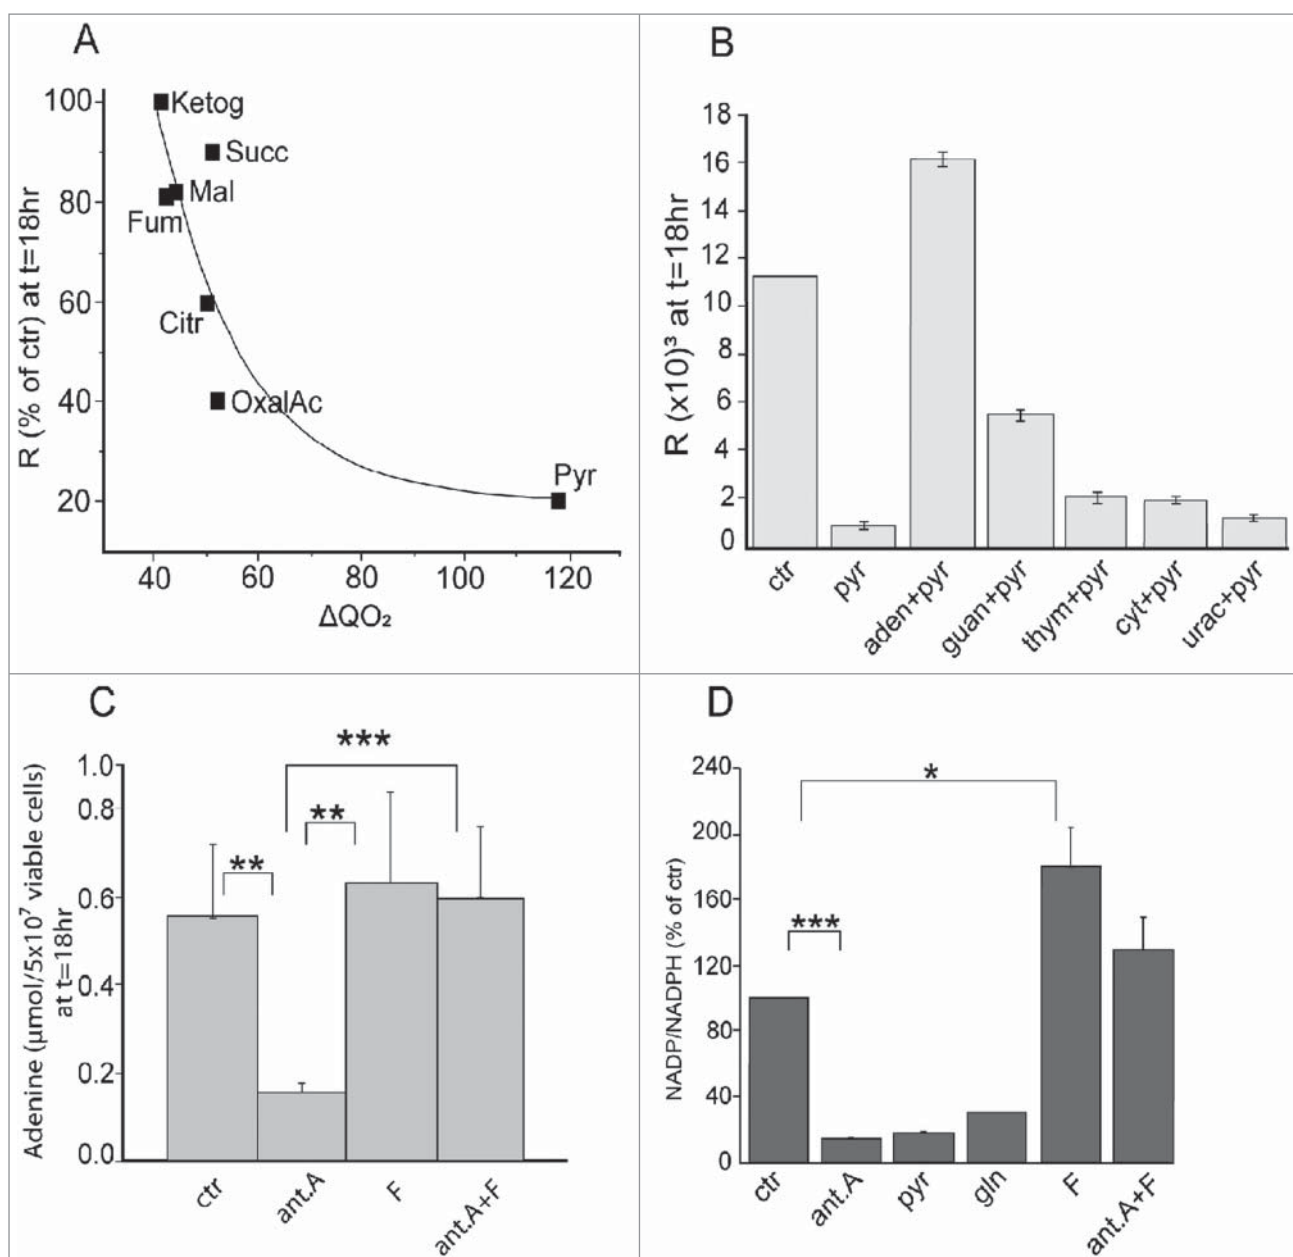 A
R (% of ctr) at t=18hr
100
80
60
40
20
Ketog
Succ
Mal
Fum
Citr
OxalAc
Pyr
40
60
80
100
120
ΔQO₂
B
R (x10)³ at t=18hr
18
16
14
12
10
8
6
4
2
0
ctr
pyr
aden+pyr
guan+pyr
thym+pyr
cyt+pyr
urac+pyr
C
Adenine (µmol/5x10⁷ viable cells)
at t=18hr
1.0
0.8
0.6
0.4
0.2
0.0
**
**
***
ctr
ant.A
F
ant.A+F
D
NADP/NADPH (% of ctr)
240
200
160
120
80
40
0
***
*
ctr
ant.A
pyr
gln
F
ant.A+F